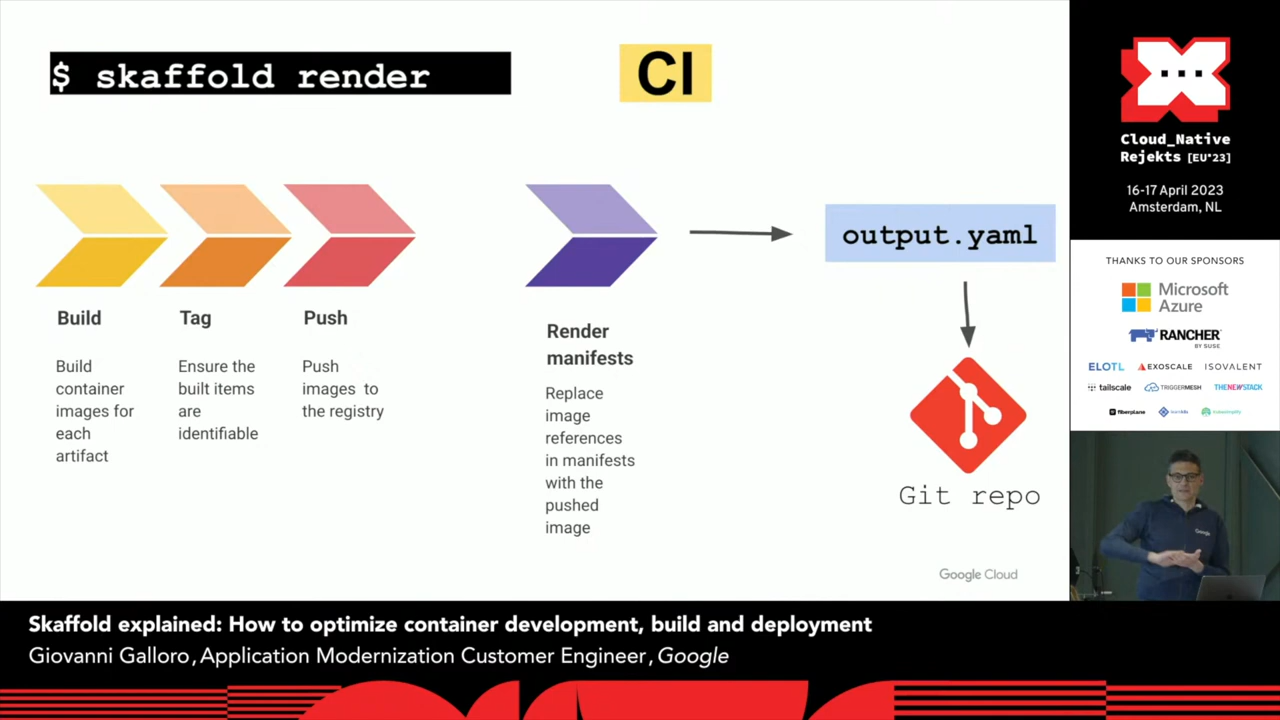 $ skaffold render
CI
Build
Build
container
images for
each
artifact
Tag
Ensure the
built items
are
identifiable
Push
Push
images to
the registry
Render
manifests
Replace
image
references
in manifests
with the
pushed
image
output.yaml
Git repo
Google Cloud
Cloud_Native
Rejekts [EU*23]
16-17 April 2023
Amsterdam, NL
THANKS TO OUR SPONSORS
Microsoft
Azure
RANCHER
BY SUSE
ELOTL EXOSCALE ISOVALENT
tailscale TRIGGERMESH THENEWSTACK
fiberplane
Google
Skaffold explained: How to optimize container development, build and deployment
Giovanni Galloro, Application Modernization Customer Engineer, Google